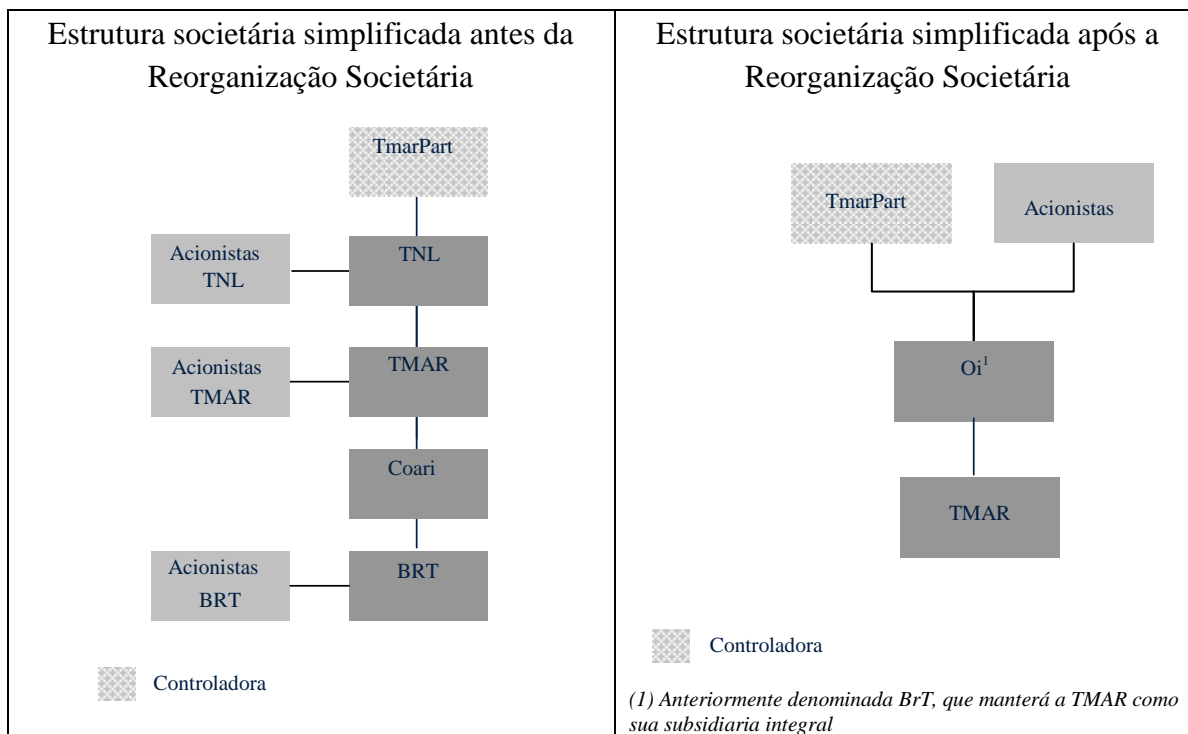 Estrutura societária simplificada antes da
Reorganização Societária
TmarPart
Acionistas
TNL
TNL
Acionistas
TMAR
TMAR
Coari
Acionistas
BRT
BRT
Controladora
Estrutura societária simplificada após a
Reorganização Societária
TmarPart
Acionistas
Oi¹
TMAR
Controladora
(1) Anteriormente denominada BrT, que manterá a TMAR como
sua subsidiaria integral